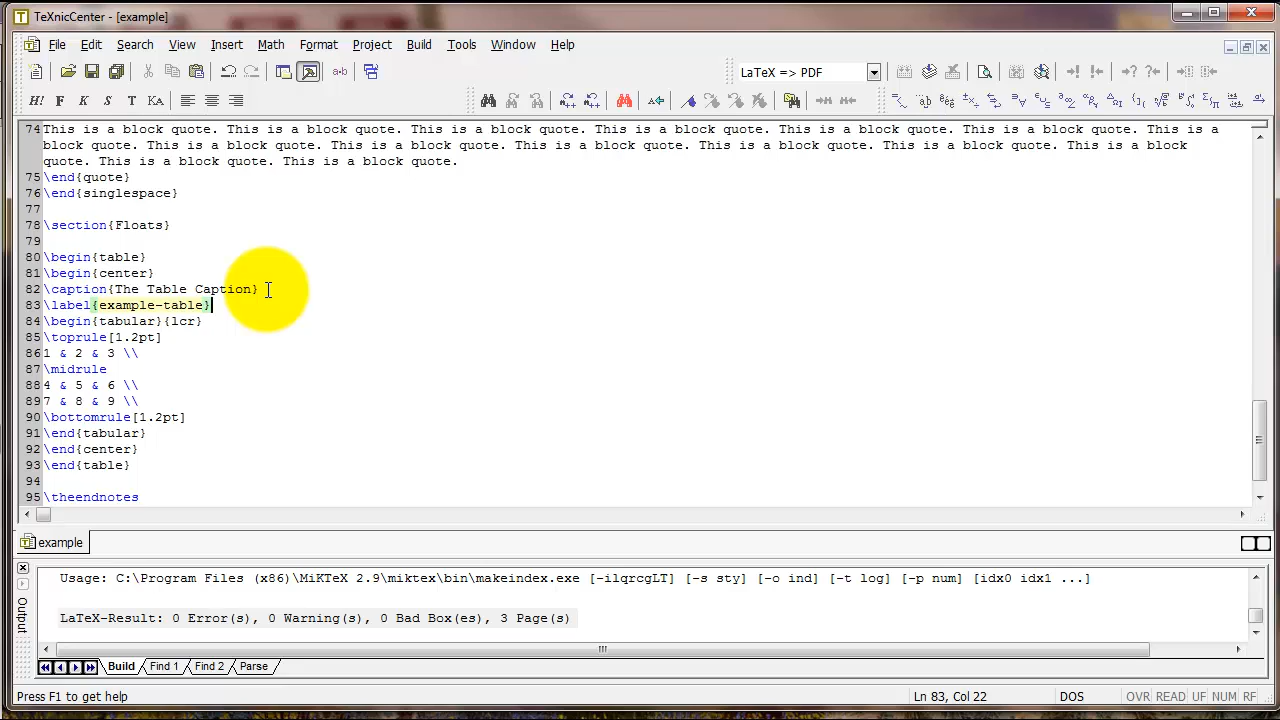 TeXnicCenter - [example]
File Edit Search View Insert Math Format Project Build Tools Window Help
LaTeX => PDF
74 This is a block quote. This is a block quote. This is a block quote. This is a block quote. This is a block quote. This is a block quote. This is a
block quote. This is a block quote. This is a block quote. This is a block quote. This is a block quote. This is a block quote. This is a block
quote. This is a block quote. This is a block quote.
75 \end{quote}
76 \end{singlespace}
77
78 \section{Floats}
79
80 \begin{table}
81 \begin{center}
82 \caption{The Table Caption}
83 \label{example-table}
84 \begin{tabular}{lcr}
85 \toprule[1.2pt]
86 1 & 2 & 3 \\
87 \midrule
88 4 & 5 & 6 \\
89 7 & 8 & 9 \\
90 \bottomrule[1.2pt]
91 \end{tabular}
92 \end{center}
93 \end{table}
94
95 \theendnotes
example
Output
Usage: C:\Program Files (x86)\MiKTeX 2.9\miktex\bin\makeindex.exe [-ilqrcgLT] [-s sty] [-o ind] [-t log] [-p num] [idx0 idx1 ...]
LaTeX-Result: 0 Error(s), 0 Warning(s), 0 Bad Box(es), 3 Page(s)
Build Find 1 Find 2 Parse
Press F1 to get help Ln 83, Col 22 DOS OVR READ UF NUM RF